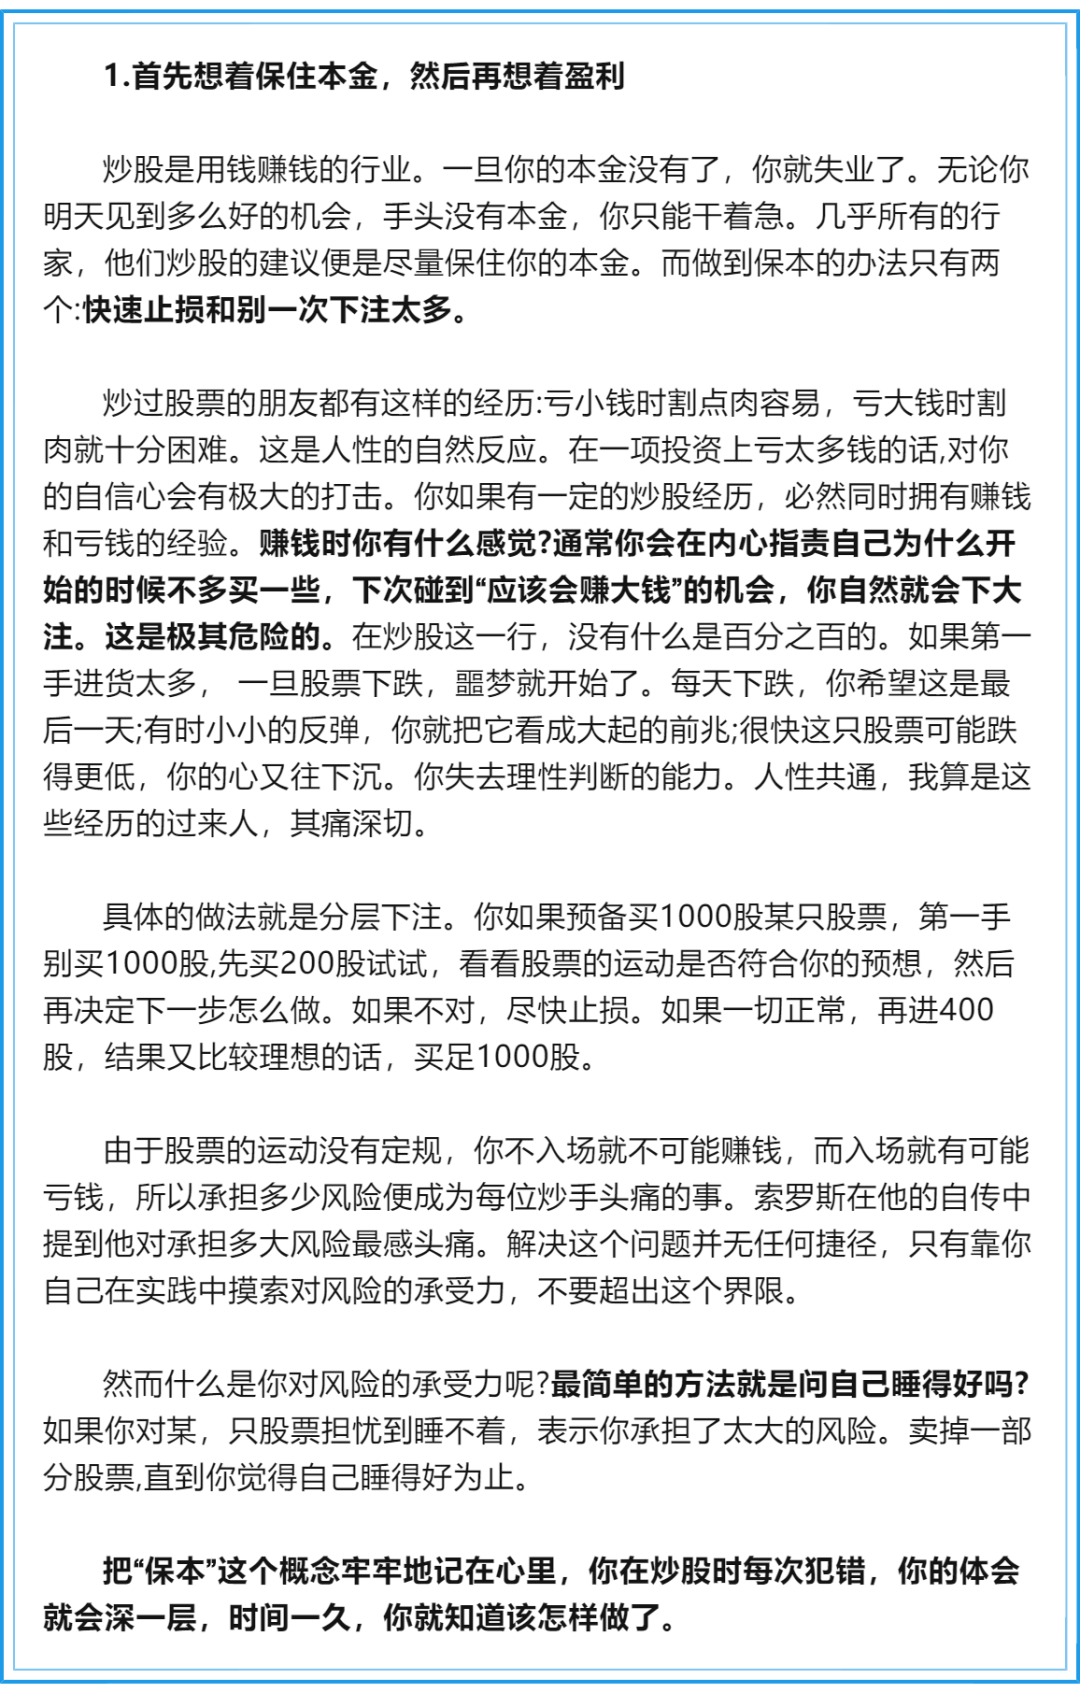 1.首先想着保住本金，然后再想着盈利
炒股是用钱赚钱的行业。一旦你的本金没有了，你就失业了。无论你
明天见到多么好的机会，手头没有本金，你只能干着急。几乎所有的行
家，他们炒股的建议便是尽量保住你的本金。而做到保本的办法只有两
个:快速止损和别一次下注太多。
炒过股票的朋友都有这样的经历:亏小钱时割点肉容易，亏大钱时割
肉就十分困难。这是人性的自然反应。在一项投资上亏太多钱的话,对你
的自信心会有极大的打击。你如果有一定的炒股经历，必然同时拥有赚钱
和亏钱的经验。赚钱时你有什么感觉?通常你会在内心指责自己为什么开
始的时候不多买一些，下次碰到“应该会赚大钱”的机会，你自然就会下大
注。这是极其危险的。在炒股这一行，没有什么是百分之百的。如果第一
手进货太多， 一旦股票下跌，噩梦就开始了。每天下跌，你希望这是最
后一天;有时小小的反弹，你就把它看成大起的前兆;很快这只股票可能跌
得更低，你的心又往下沉。你失去理性判断的能力。人性共通，我算是这
些经历的过来人，其痛深切。
具体的做法就是分层下注。你如果预备买1000股某只股票，第一手
别买1000股,先买200股试试，看看股票的运动是否符合你的预想，然后
再决定下一步怎么做。如果不对，尽快止损。如果一切正常，再进400
股，结果又比较理想的话，买足1000股。
由于股票的运动没有定规，你不入场就不可能赚钱，而入场就有可能
亏钱，所以承担多少风险便成为每位炒手头痛的事。索罗斯在他的自传中
提到他对承担多大风险最感头痛。解决这个问题并无任何捷径，只有靠你
自己在实践中摸索对风险的承受力，不要超出这个界限。
然而什么是你对风险的承受力呢?最简单的方法就是问自己睡得好吗?
如果你对某，只股票担忧到睡不着，表示你承担了太大的风险。卖掉一部
分股票,直到你觉得自己睡得好为止。
把“保本”这个概念牢牢地记在心里，你在炒股时每次犯错，你的体会
就会深一层，时间一久，你就知道该怎样做了。